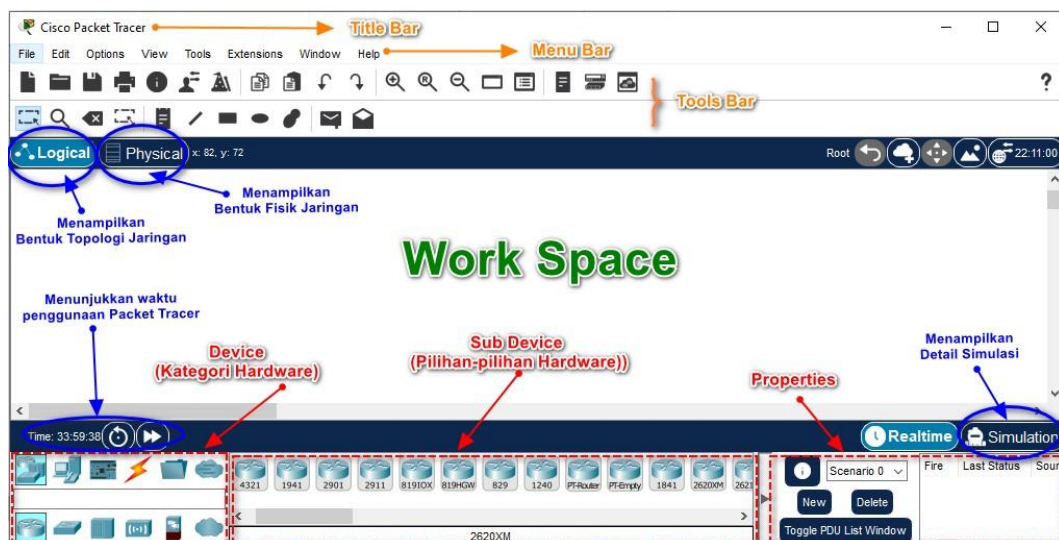 Cisco Packet Tracer
Title Bar
File Edit Options View Tools Extensions Window Help
Menu Bar
?
Tools Bar
Logical
Physical
x: 82, y: 72
Root
22:11:00
Menampilkan
Bentuk Topologi Jaringan
Menampilkan
Bentuk Fisik Jaringan
Work Space
Menunjukkan waktu
penggunaan Packet Tracer
Device
(Kategori Hardware)
Sub Device
(Pilihan-pilihan Hardware))
Properties
Menampilkan
Detail Simulasi
Time: 33:59:38
Realtime
Simulation
4321 1941 2901 2911 819IOX 819HGW 829 1240 PT-Router PT-Empty 1841 2620XM 2621
2620XM
Scenario 0
New
Delete
Toggle PDU List Window
Fire Last Status Sour